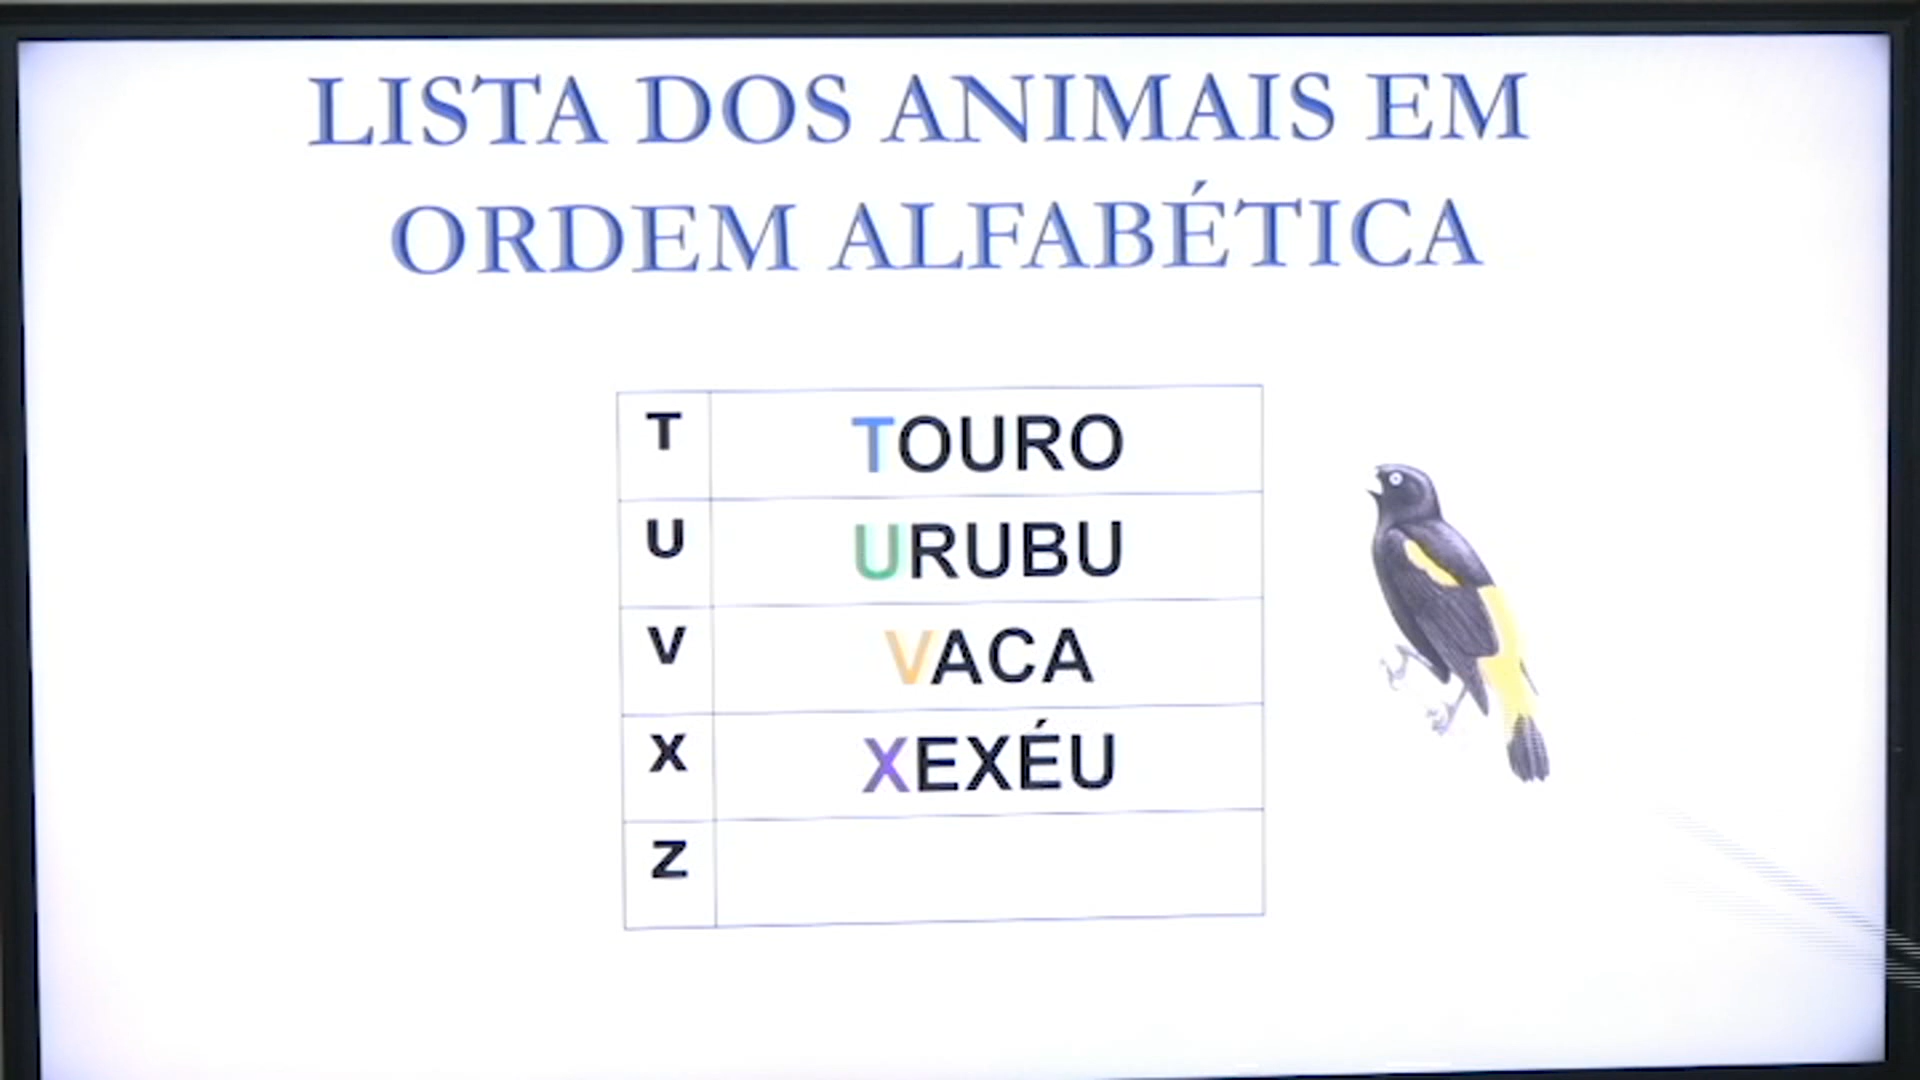 LISTA DOS ANIMAIS EM
ORDEM ALFABÉTICA
T TOURO
U URUBU
V VACA
X XEXÉU
Z